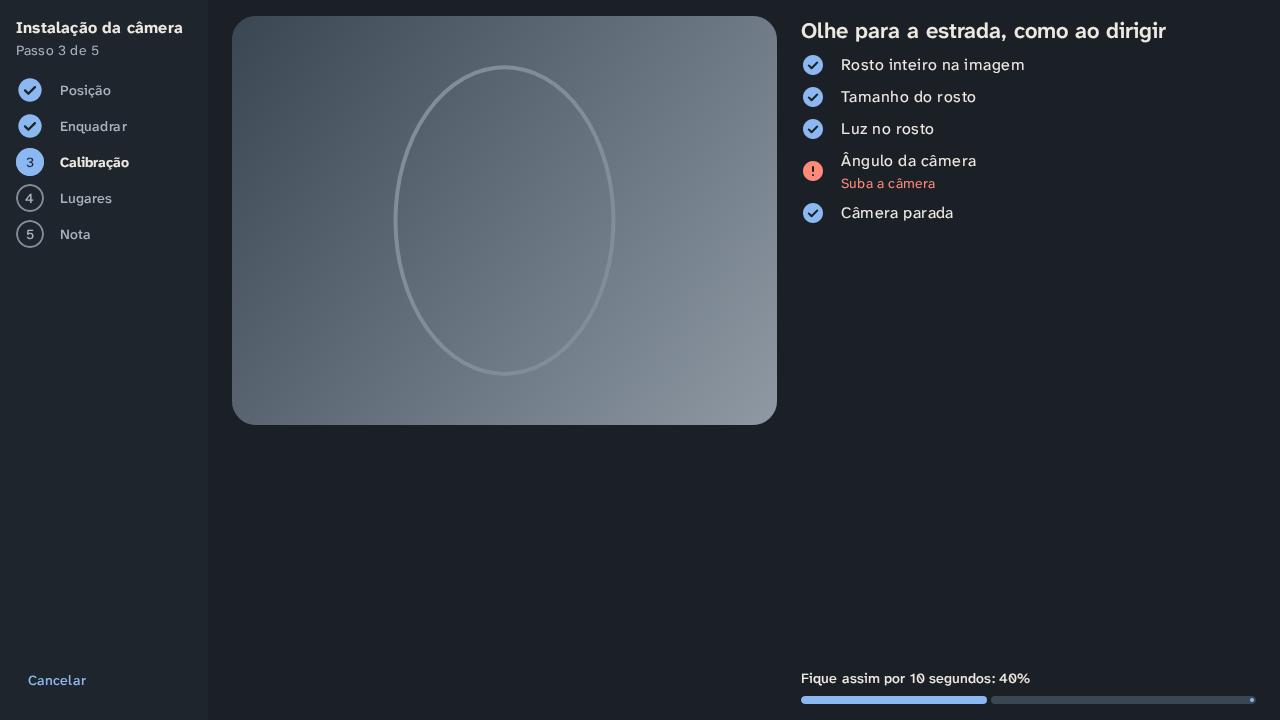 Instalação da câmera
Passo 3 de 5
Posição
Enquadrar
3 Calibração
4 Lugares
5 Nota
Cancelar
Olhe para a estrada, como ao dirigir
Rosto inteiro na imagem
Tamanho do rosto
Luz no rosto
Ângulo da câmera
Suba a câmera
Câmera parada
Fique assim por 10 segundos: 40%